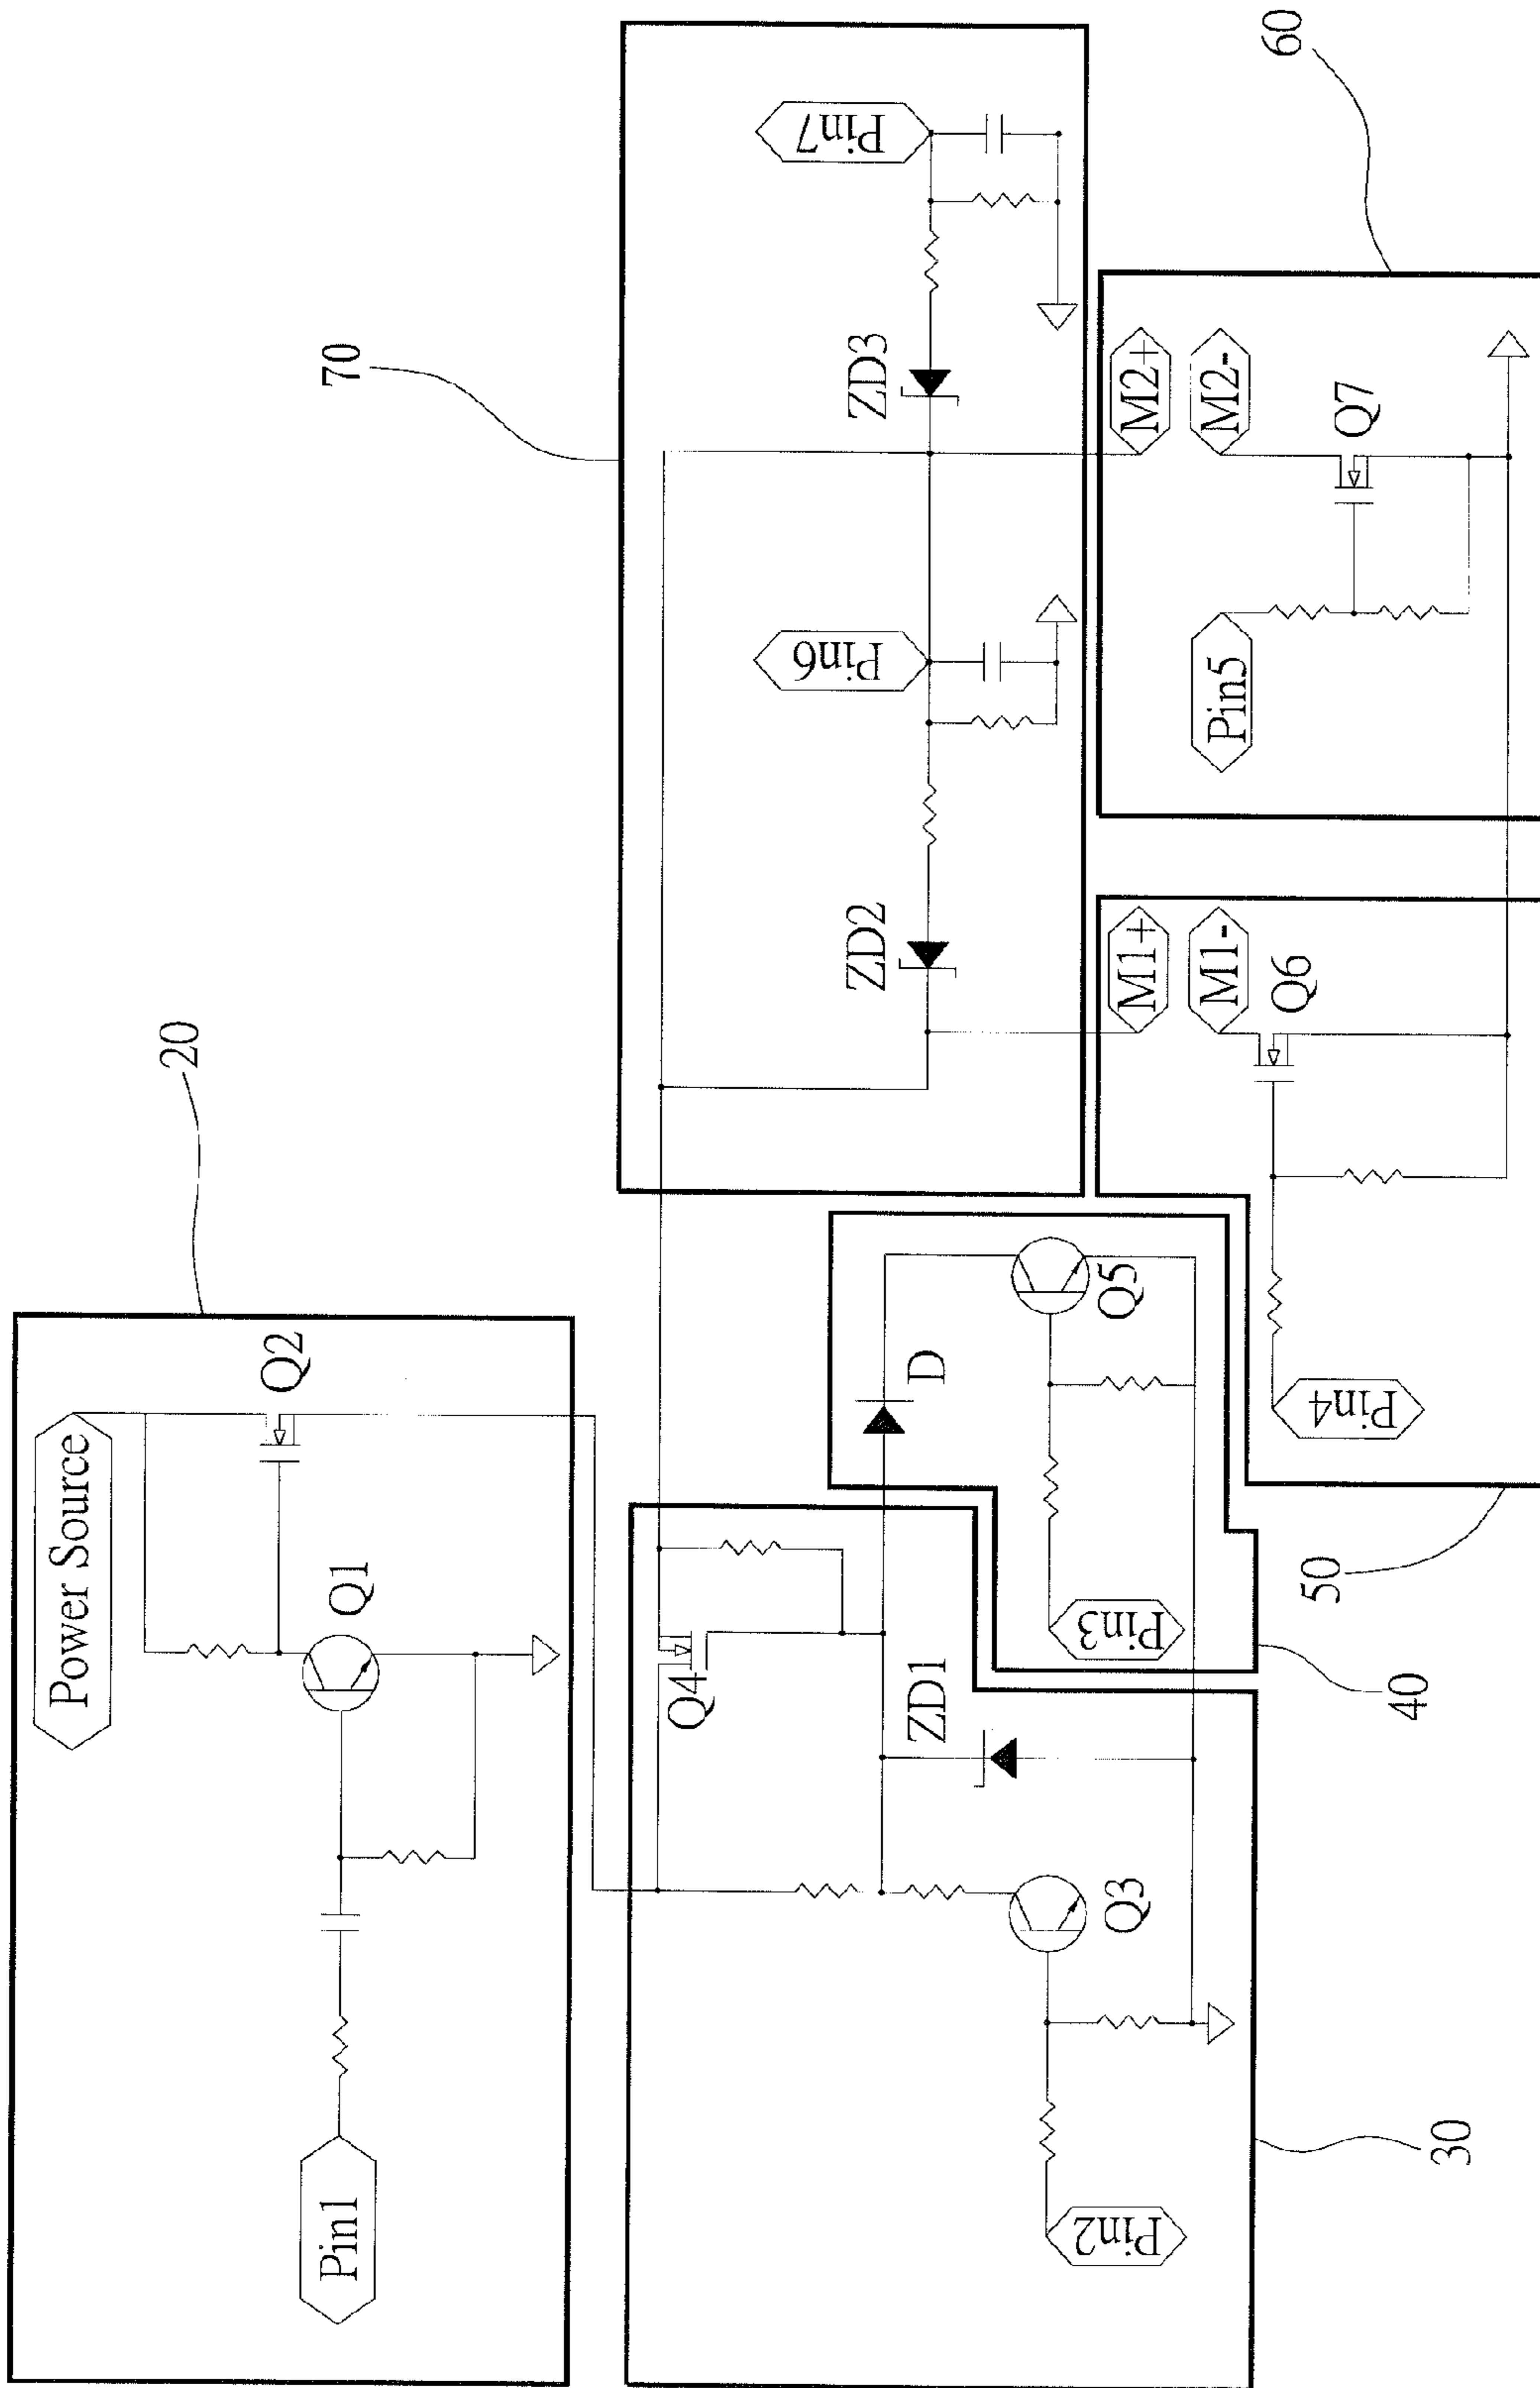 60
Pin7
70
ZD3
M2+
M2-
Q7
Pin6
Pin5
ZD2
M1+
M1-
Q6
20
Power Source
Q2
Q1
Pin1
Q5
D
Pin4
50
Q4
ZD1
Pin3
40
Q3
Pin2
30